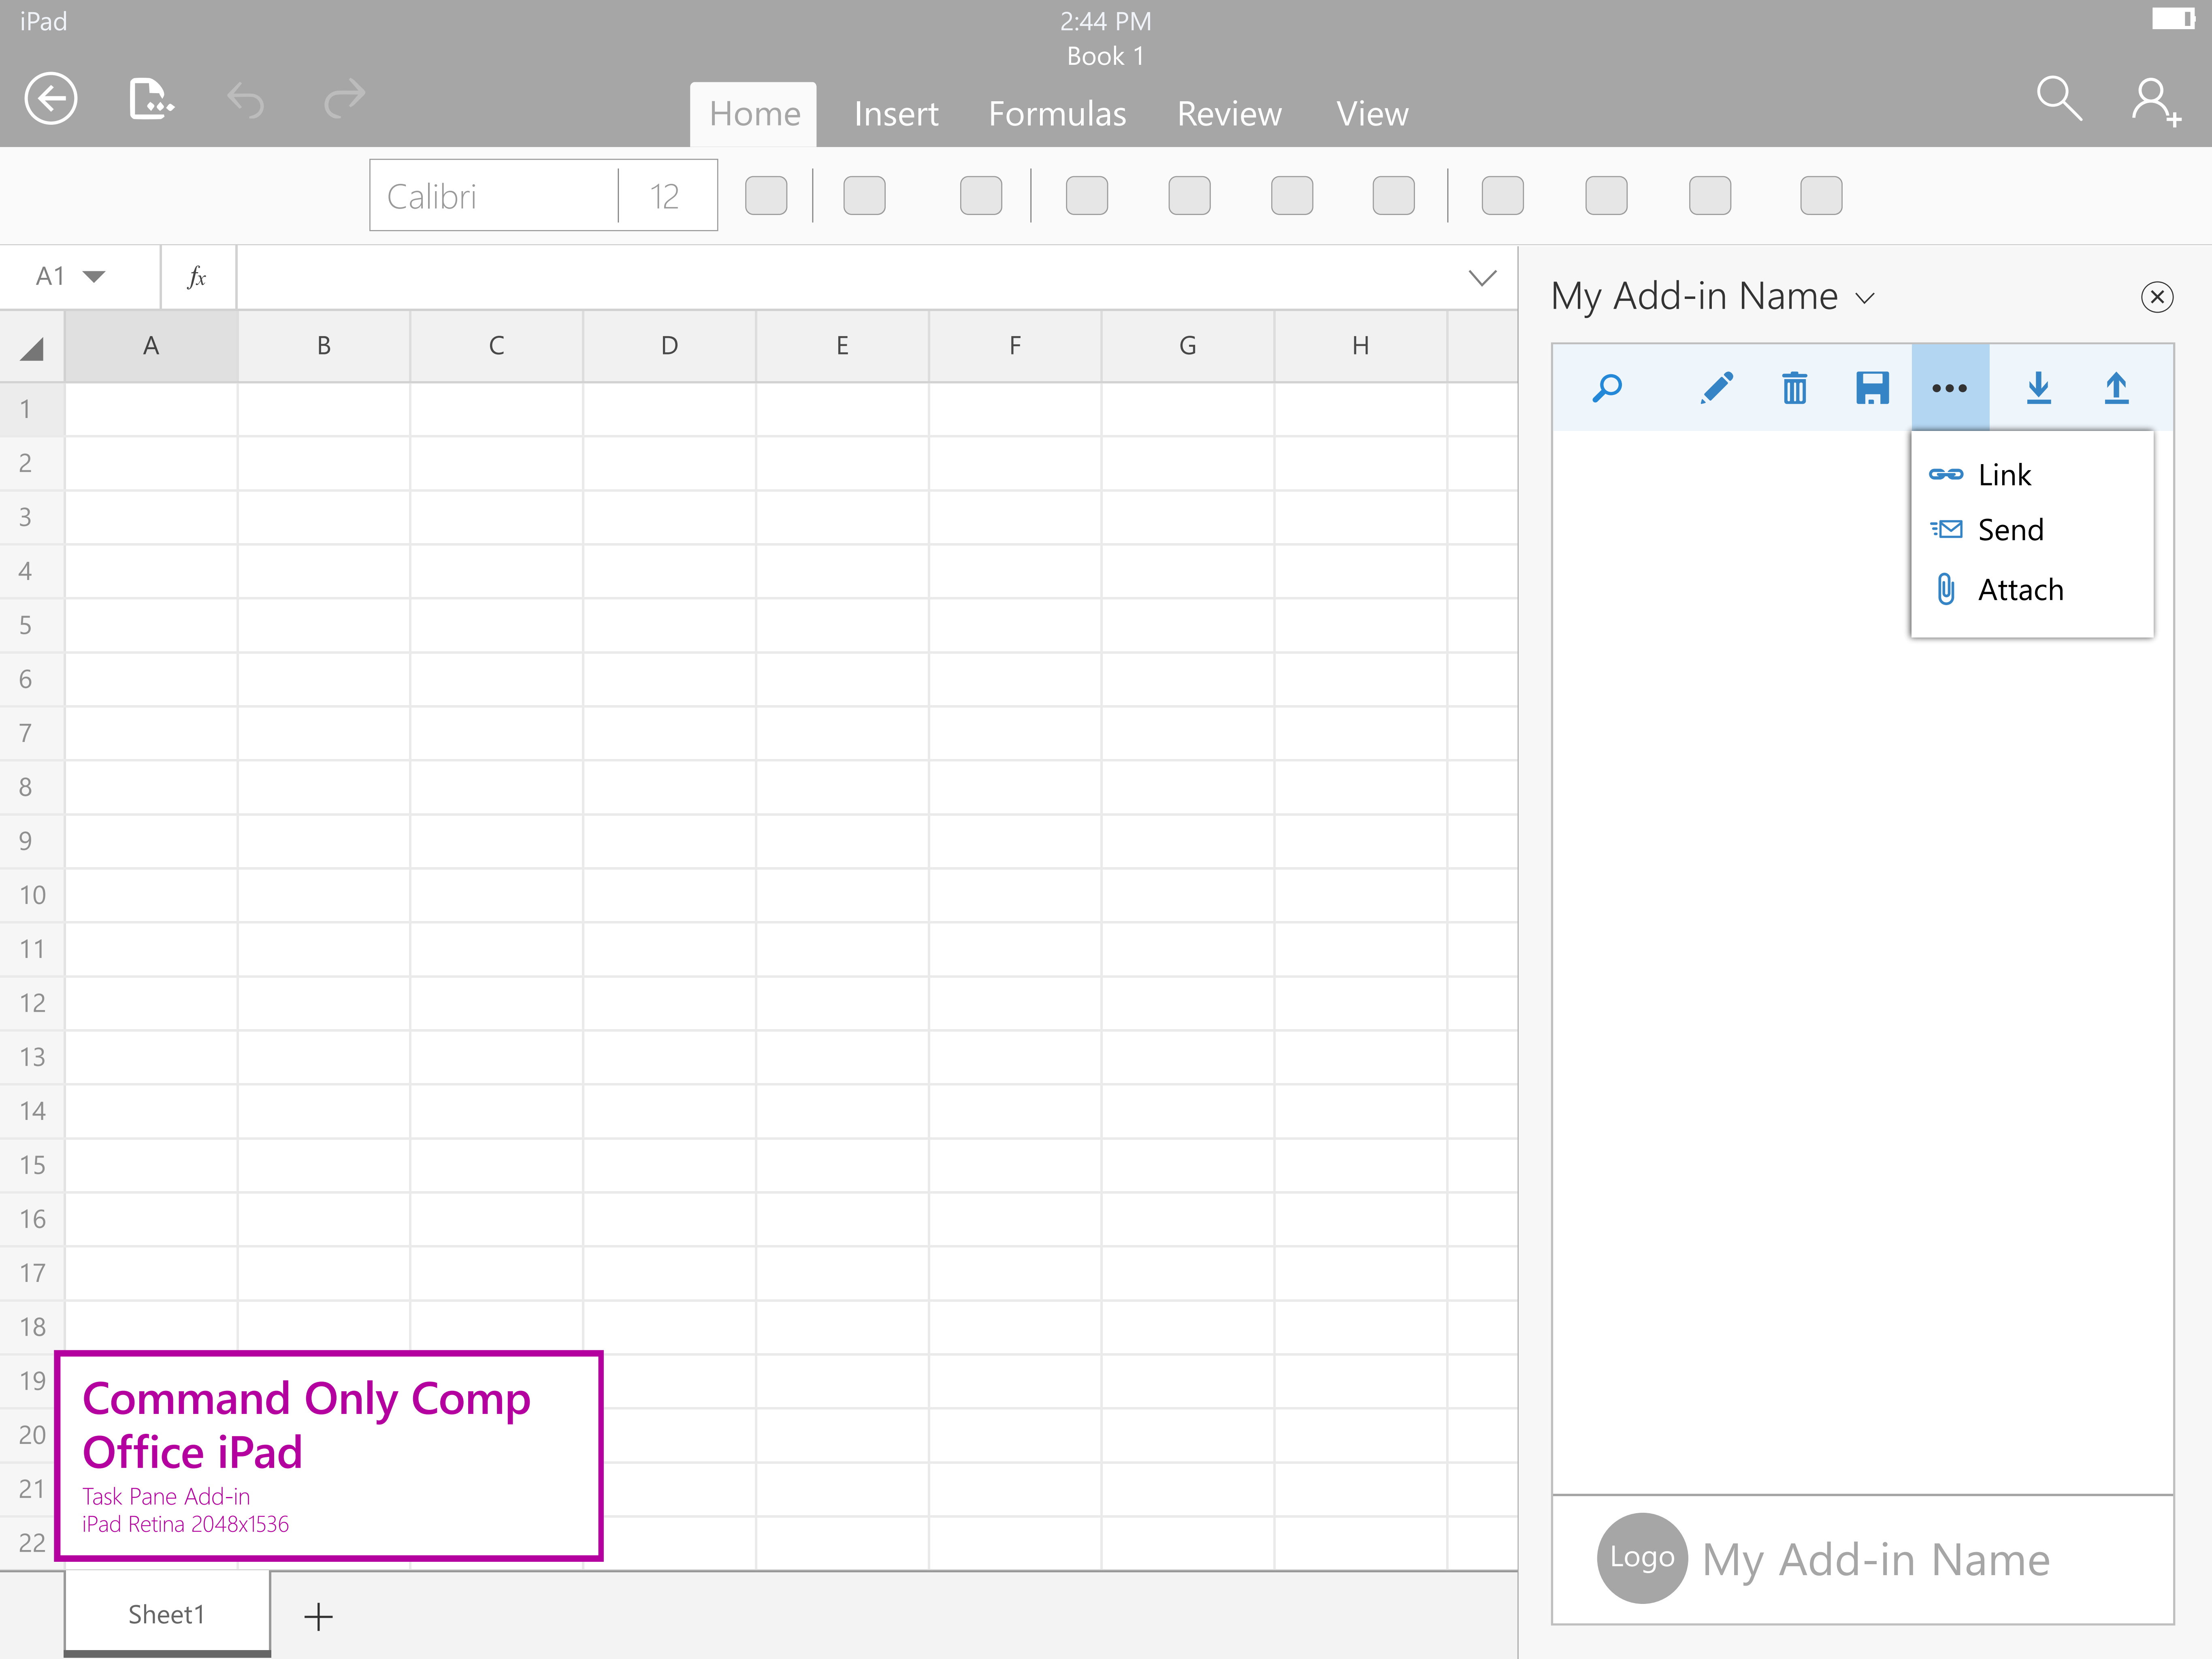 iPad
2:44 PM
Book 1
Home Insert Formulas Review View
Calibri 12
A1 fx
My Add-in Name
A B C D E F G H
1
2
3
4
5
6
7
8
9
10
11
12
13
14
15
16
17
18
19
20
21
22
Link
Send
Attach
Command Only Comp
Office iPad
Task Pane Add-in
iPad Retina 2048x1536
Logo My Add-in Name
Sheet1